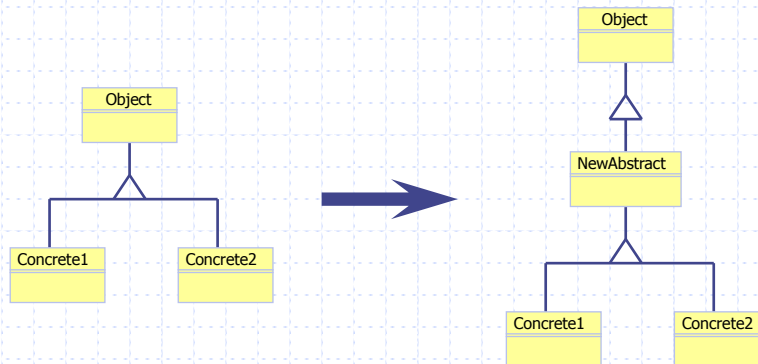 Object
Concrete1
Concrete2
Object
NewAbstract
Concrete1
Concrete2